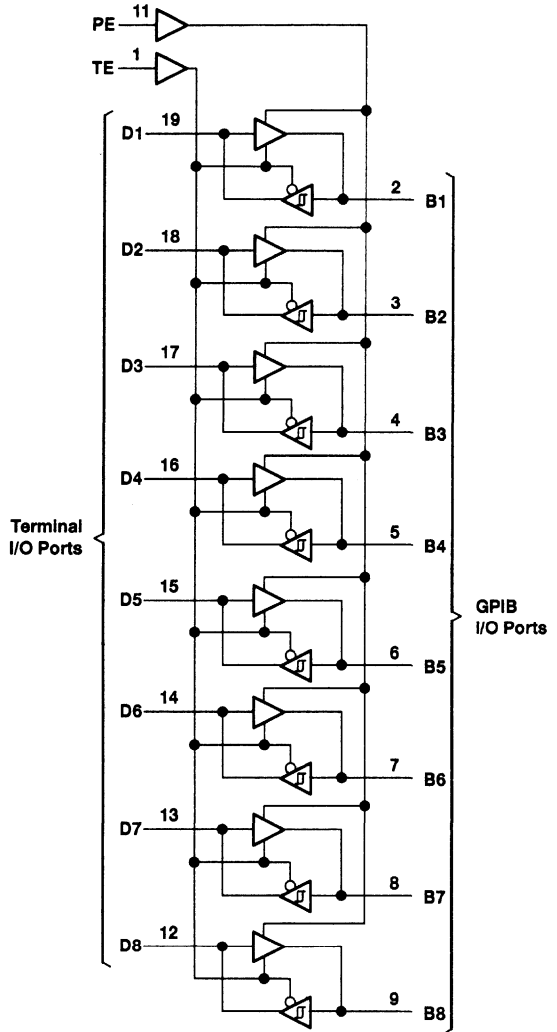 PE 11
TE 1
D1 19
2 B1
D2 18
3 B2
D3 17
4 B3
D4 16
5 B4
Terminal
I/O Ports
D5 15
GPIB
I/O Ports
6 B5
D6 14
7 B6
D7 13
8 B7
D8 12
9 B8